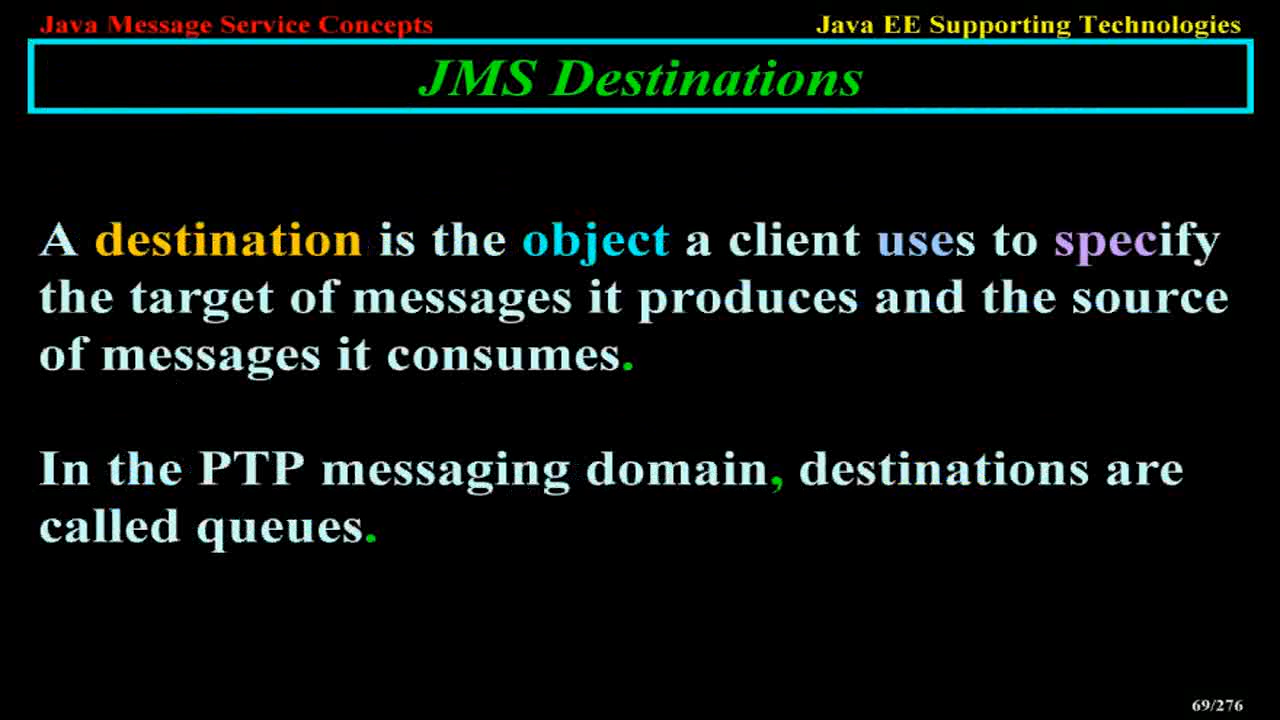 Java Message Service Concepts
Java EE Supporting Technologies
JMS Destinations
A destination is the object a client uses to specify
the target of messages it produces and the source
of messages it consumes.
In the PTP messaging domain, destinations are
called queues.
69/276